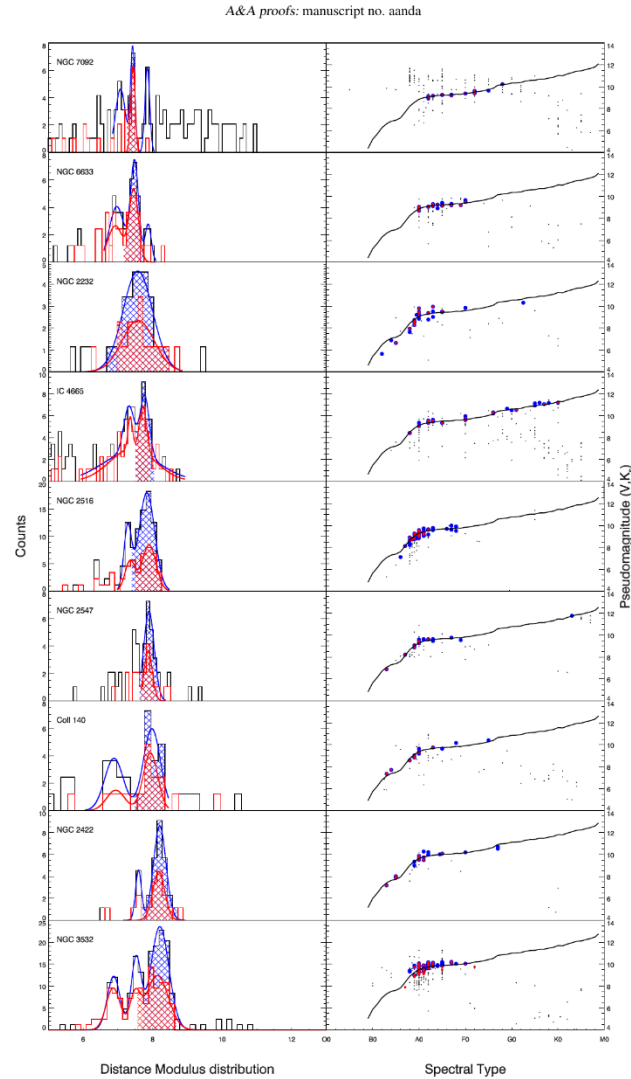 A&A proofs: manuscript no. aanda
NGC 7092
NGC 6633
NGC 2232
IC 4665
NGC 2516
NGC 2547
Coll 140
NGC 2422
NGC 3532
Counts
Pseudomagnitude (V,K)
6 8 10 12 O0 B0 A0 F0 G0 K0 M0
Distance Modulus distribution Spectral Type